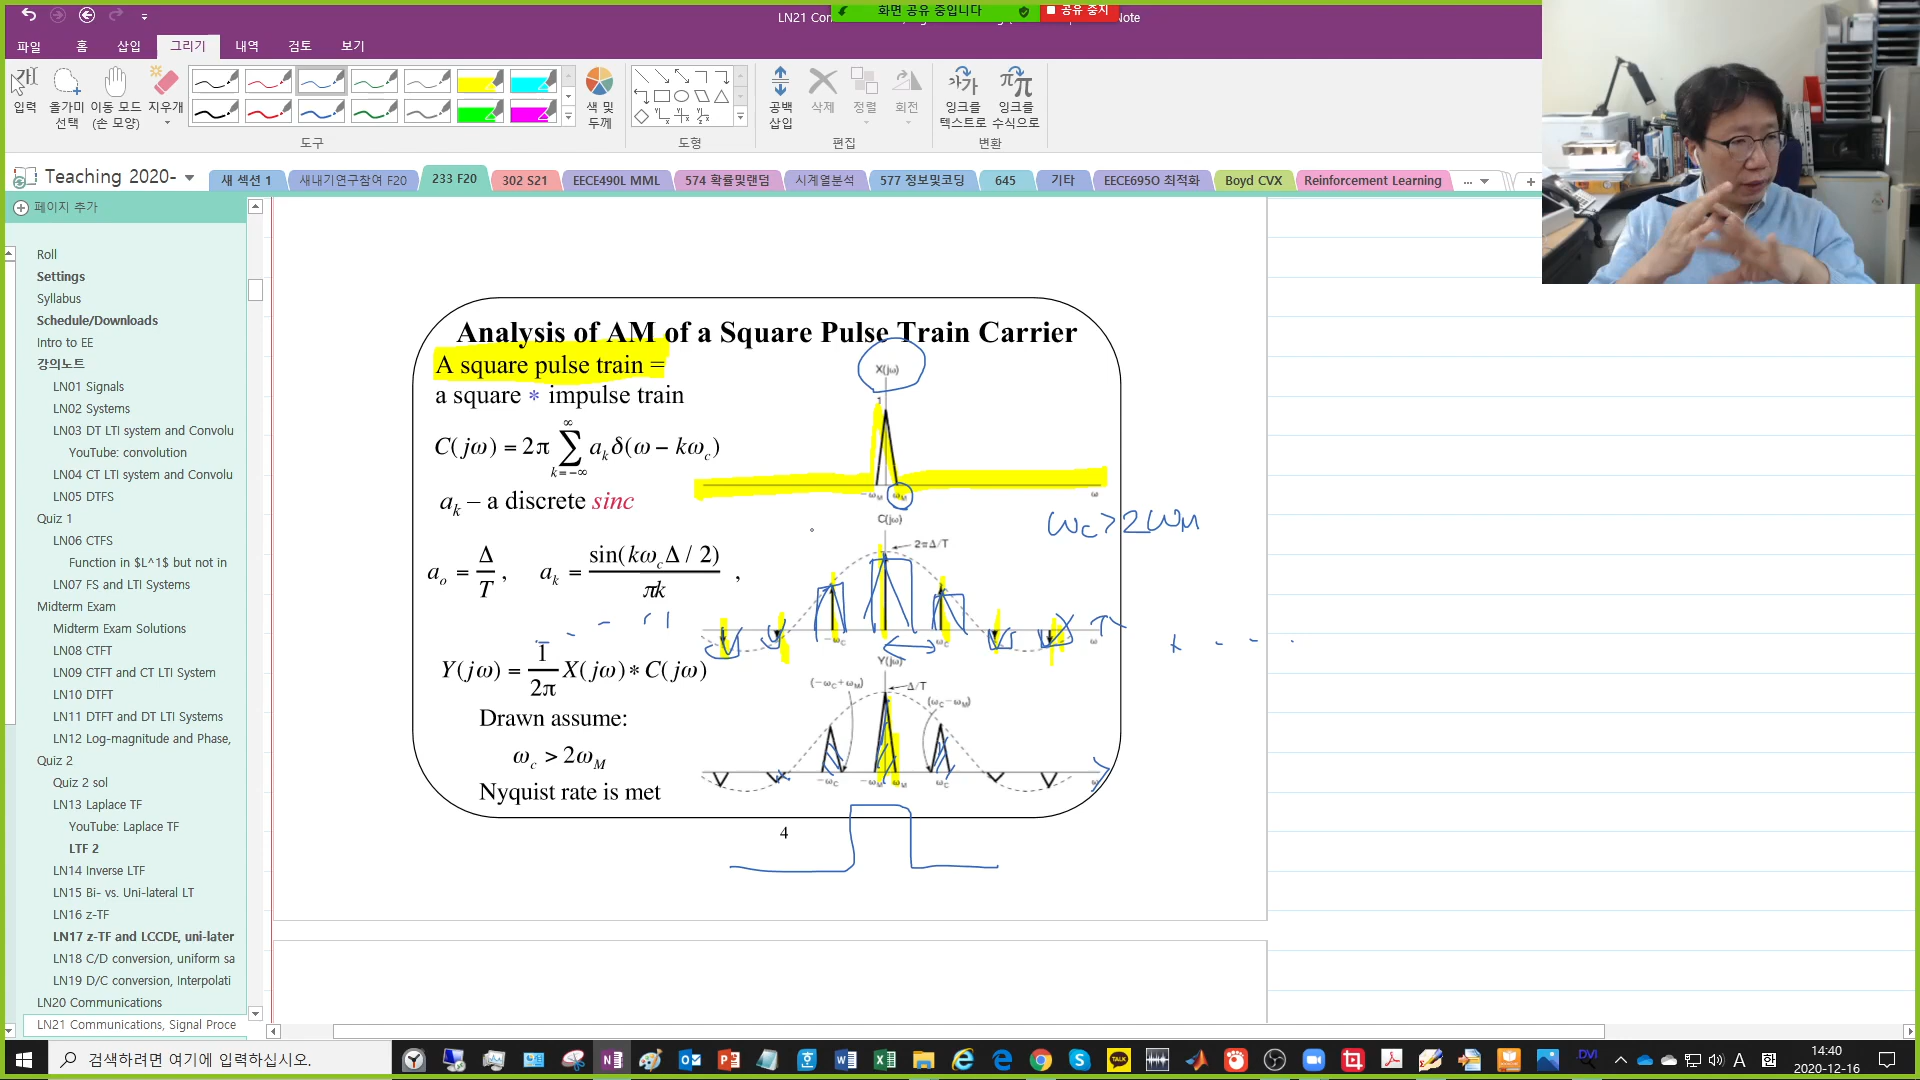 화면 공유 중입니다
공유 중지
LN21 Con
Note
파일 홈 삽입 그리기 내역 검토 보기
입력
올가미 선택
이동 모드 (손 모양)
지우개
색 및 두께
공백 삽입
삭제
정렬
회전
잉크를 텍스트로
잉크를 수식으로
도구
도형
편집
변환
Teaching 2020-
새 섹션 1
새내기연구참여 F20
233 F20
302 S21
EECE490L MML
574 확률및랜덤
시계열분석
577 정보및코딩
645
기타
EECE695O 최적화
Boyd CVX
Reinforcement Learning
...
페이지 추가
Roll
Settings
Syllabus
Schedule/Downloads
Intro to EE
강의노트
LN01 Signals
LN02 Systems
LN03 DT LTI system and Convolu
YouTube: convolution
LN04 CT LTI system and Convolu
LN05 DTFS
Quiz 1
LN06 CTFS
Function in $L^1$ but not in
LN07 FS and LTI Systems
Midterm Exam
Midterm Exam Solutions
LN08 CTFT
LN09 CTFT and CT LTI System
LN10 DTFT
LN11 DTFT and DT LTI Systems
LN12 Log-magnitude and Phase,
Quiz 2
Quiz 2 sol
LN13 Laplace TF
YouTube: Laplace TF
LTF 2
LN14 Inverse LTF
LN15 Bi- vs. Uni-lateral LT
LN16 z-TF
LN17 z-TF and LCCDE, uni-later
LN18 C/D conversion, uniform sa
LN19 D/C conversion, Interpolati
LN20 Communications
LN21 Communications, Signal Proce
Analysis of AM of a Square Pulse Train Carrier
A square pulse train =
a square * impulse train
C(jω) = 2π ∑_{k=-∞}^{∞} a_k δ(ω − kω_c)
a_k – a discrete sinc
a_o = Δ/T , a_k = sin(kω_cΔ / 2)/πk ,
Y(jω) = 1/2π X(jω) * C(jω)
Drawn assume:
ω_c > 2ω_M
Nyquist rate is met
X(jω)
1
−ω_M ω_M ω
C(jω)
ω_C > 2ω_M
2πΔ/T
−ω_C ω_C ω
Y(jω)
(−ω_C+ω_M) Δ/T (ω_C−ω_M)
−ω_C −ω_M ω_M ω_C ω
4
검색하려면 여기에 입력하십시오.
A 한
14:40
2020-12-16